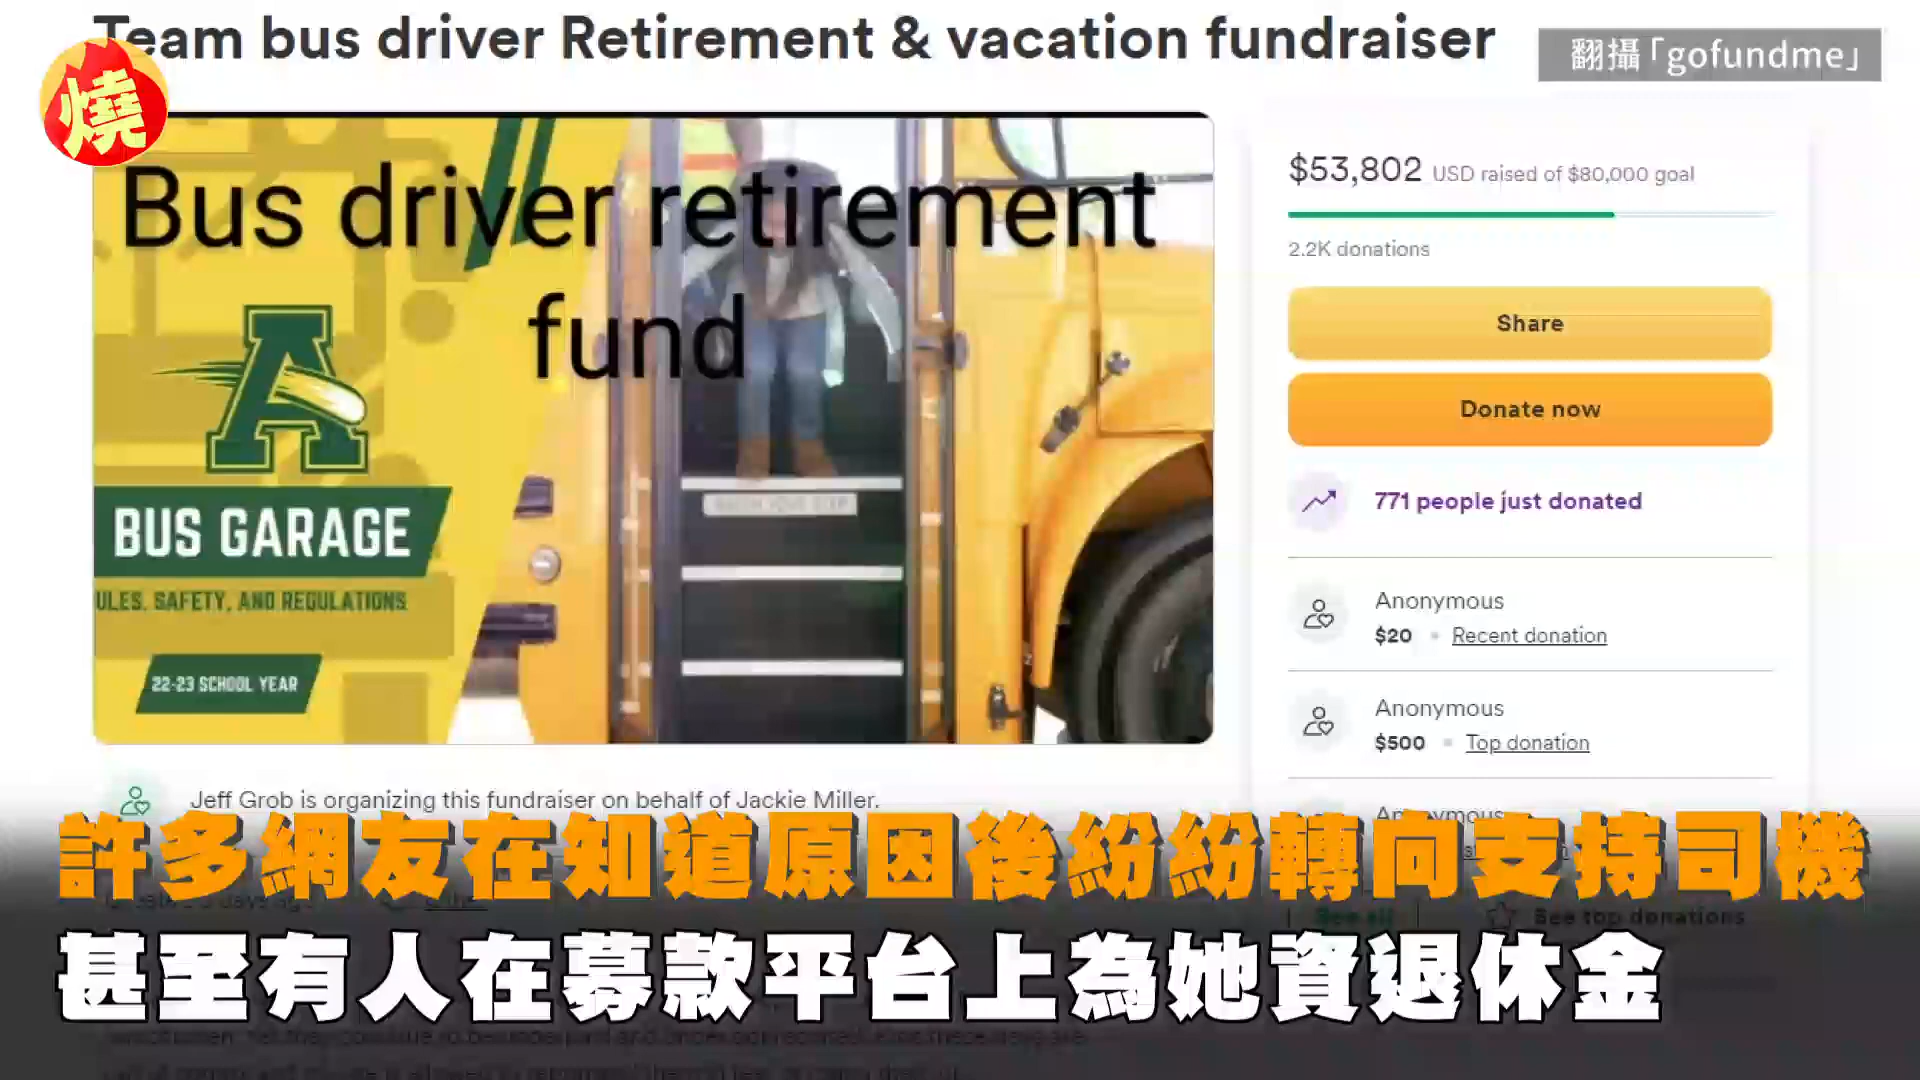 Team bus driver Retirement & vacation fundraiser
翻攝「gofundme」
燒
Bus driver retirement
fund
A
BUS GARAGE
ULES, SAFETY, AND REGULATIONS
22-23 SCHOOL YEAR
$53,802 USD raised of $80,000 goal
2.2K donations
Share
Donate now
771 people just donated
Anonymous
$20 • Recent donation
Anonymous
$500 • Top donation
Anonymous
See all
See top donations
Jeff Grob is organizing this fundraiser on behalf of Jackie Miller.
許多網友在知道原因後紛紛轉向支持司機
甚至有人在募款平台上為她資退休金